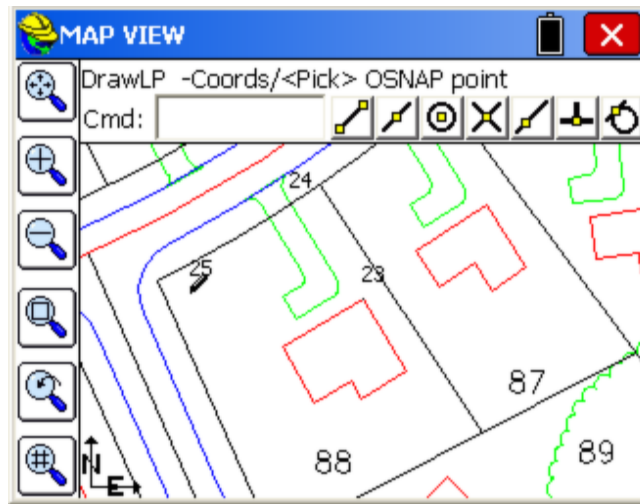 MAP VIEW
DrawLP -Coords/<Pick> OSNAP point
Cmd:
24
25
23
87
88
89
N
E